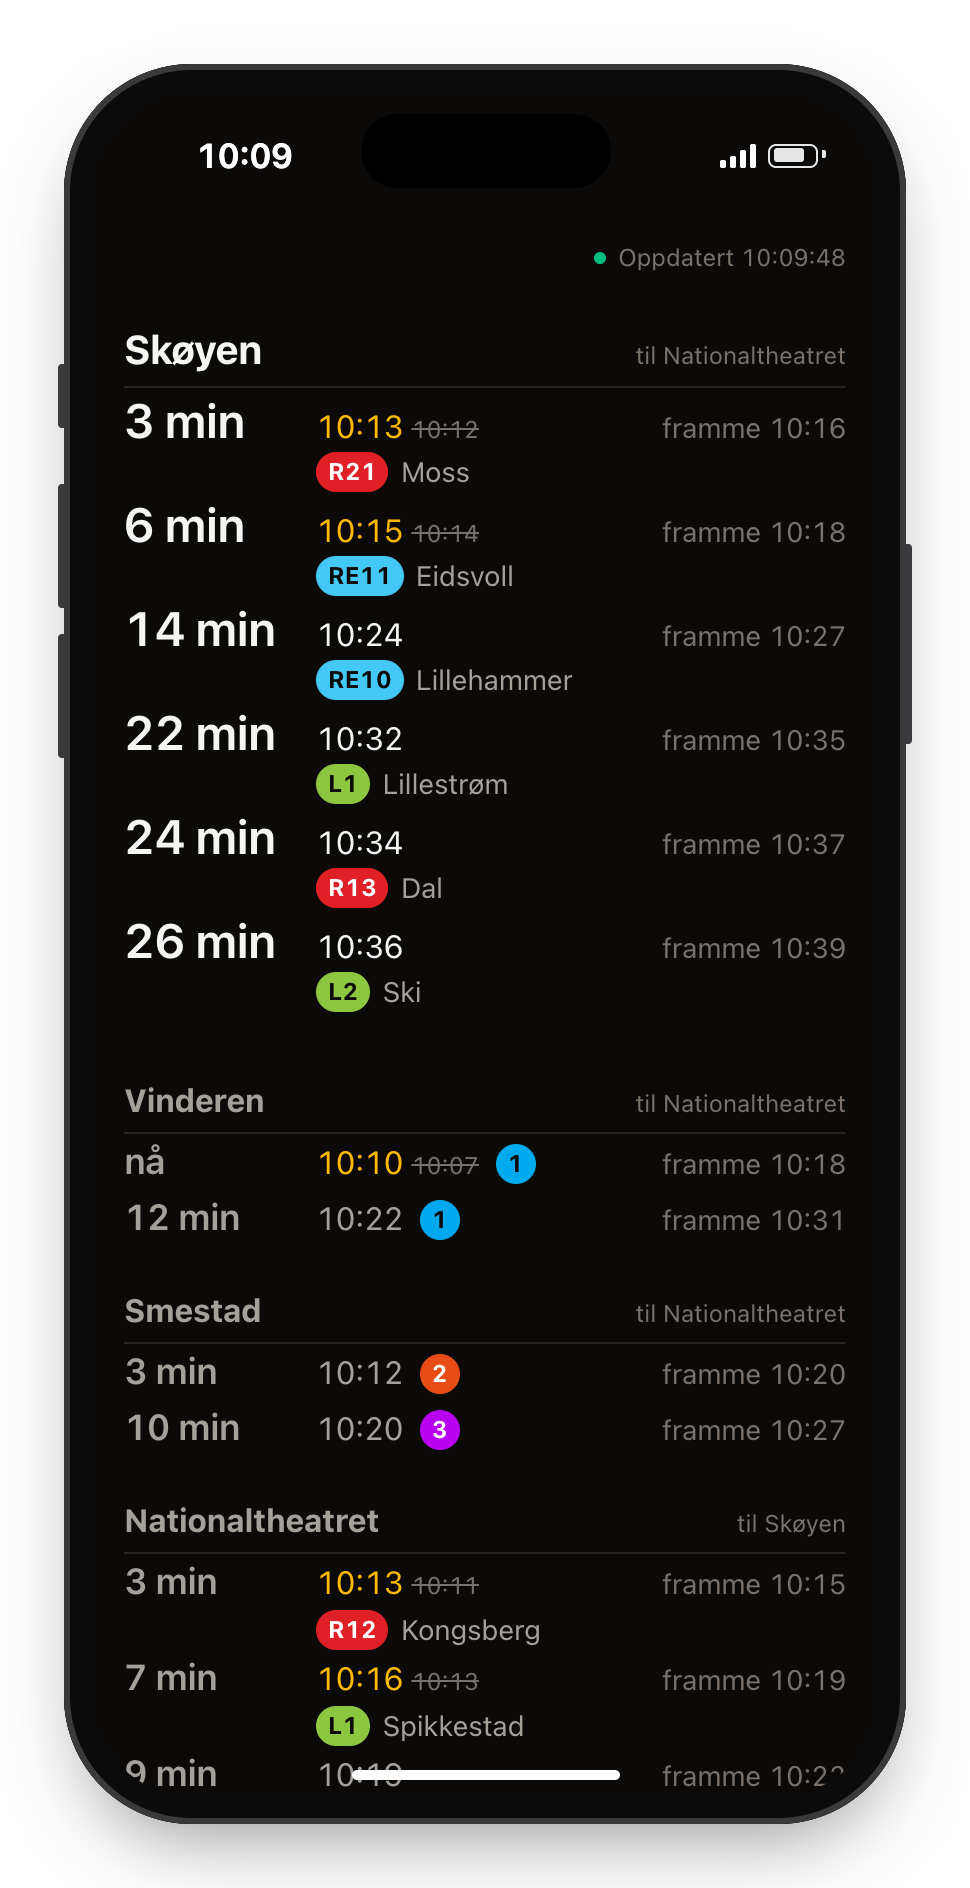 10:09
Oppdatert 10:09:48
Skøyen til Nationaltheatret
3 min 10:13 10:12 framme 10:16
R21 Moss
6 min 10:15 10:14 framme 10:18
RE11 Eidsvoll
14 min 10:24 framme 10:27
RE10 Lillehammer
22 min 10:32 framme 10:35
L1 Lillestrøm
24 min 10:34 framme 10:37
R13 Dal
26 min 10:36 framme 10:39
L2 Ski
Vinderen til Nationaltheatret
nå 10:10 10:07 1 framme 10:18
12 min 10:22 1 framme 10:31
Smestad til Nationaltheatret
3 min 10:12 2 framme 10:20
10 min 10:20 3 framme 10:27
Nationaltheatret til Skøyen
3 min 10:13 10:11 framme 10:15
R12 Kongsberg
7 min 10:16 10:13 framme 10:19
L1 Spikkestad
9 min 10:19 framme